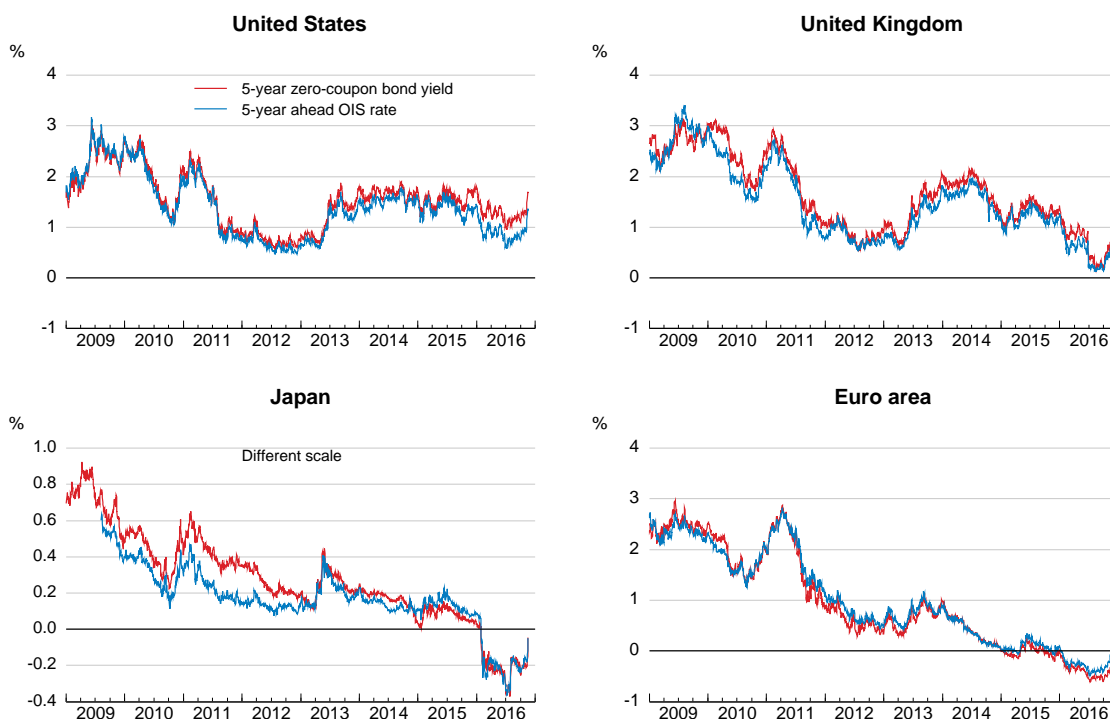 United States
%
4
3
2
1
0
-1
5-year zero-coupon bond yield
5-year ahead OIS rate
2009 2010 2011 2012 2013 2014 2015 2016
United Kingdom
%
4
3
2
1
0
-1
2009 2010 2011 2012 2013 2014 2015 2016
Japan
%
1.0
0.8
0.6
0.4
0.2
0.0
-0.2
-0.4
Different scale
2009 2010 2011 2012 2013 2014 2015 2016
Euro area
%
4
3
2
1
0
-1
2009 2010 2011 2012 2013 2014 2015 2016